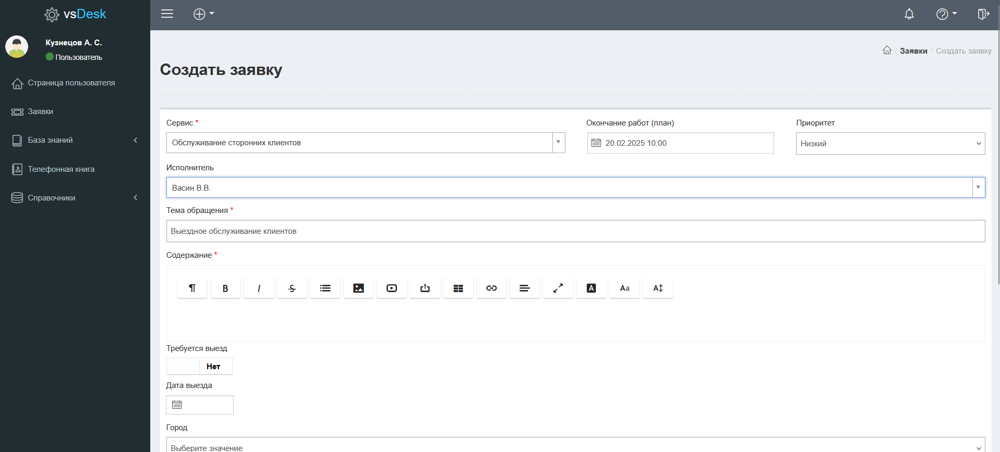 vsDesk
Кузнецов А. С.
Пользователь
Страница пользователя
Заявки
База знаний
Телефонная книга
Справочники
/ Заявки / Создать заявку
Создать заявку
Сервис *
Обслуживание сторонних клиентов
Окончание работ (план)
20.02.2025 10:00
Приоритет
Низкий
Исполнитель
Васин В.В.
Тема обращения *
Выездное обслуживание клиентов
Содержание *
¶ B I S A Aa A
Требуется выезд
Нет
Дата выезда
Город
Выберите значение